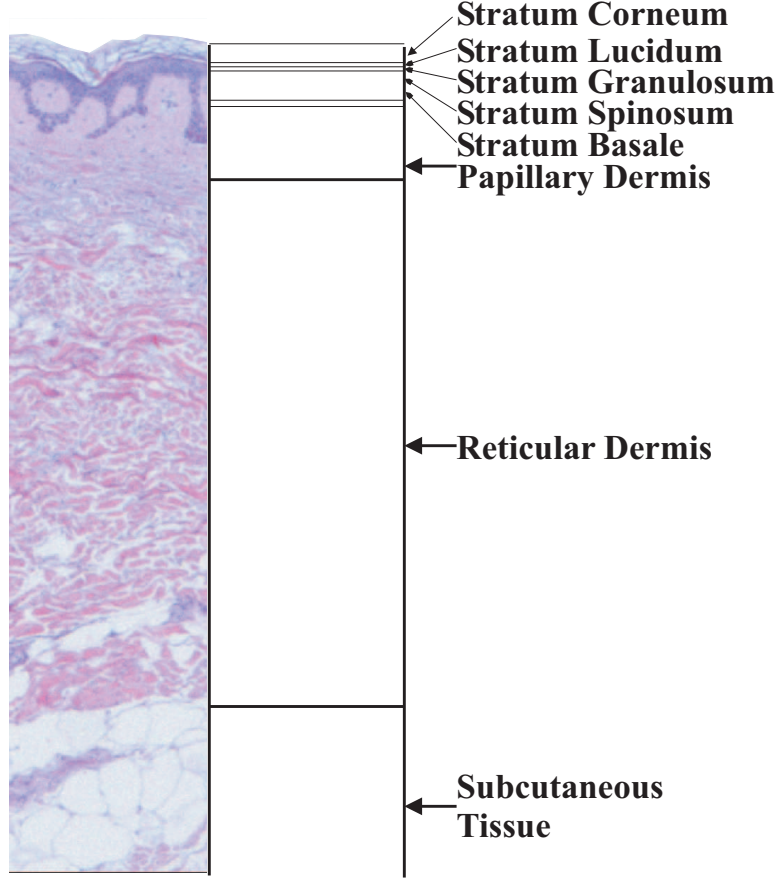 Stratum Corneum
Stratum Lucidum
Stratum Granulosum
Stratum Spinosum
Stratum Basale
Papillary Dermis
Reticular Dermis
Subcutaneous
Tissue